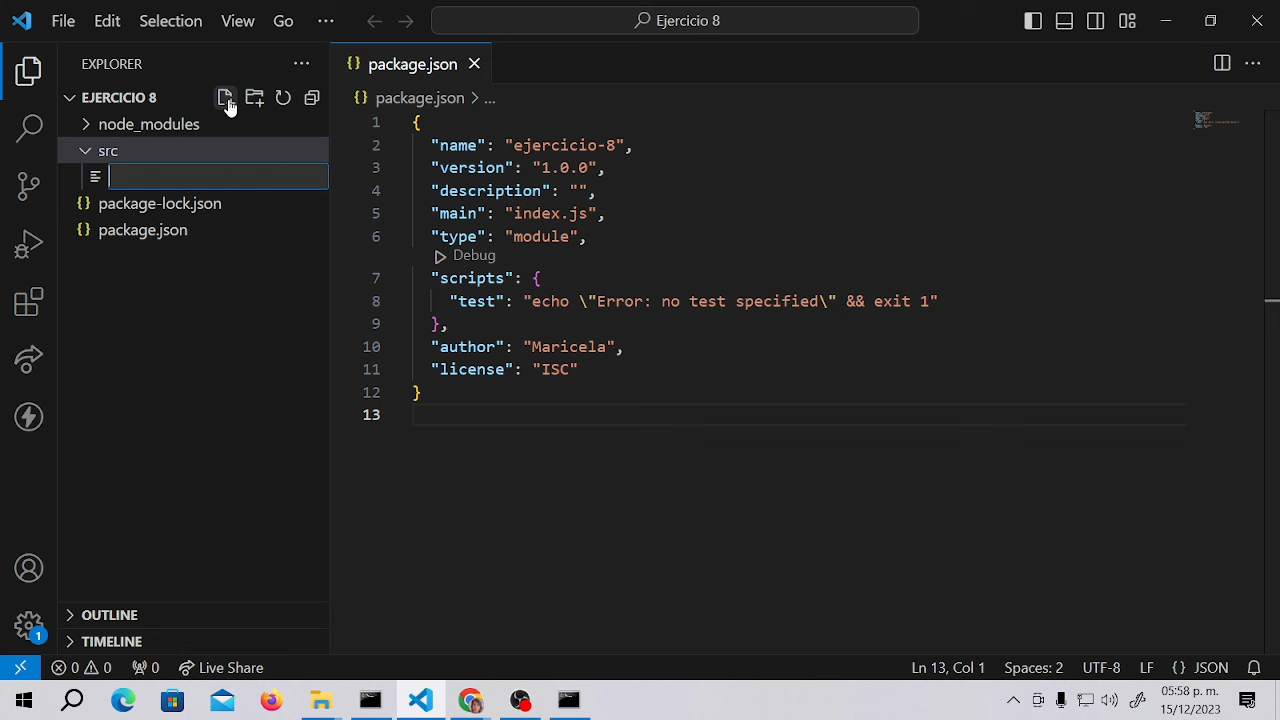 File Edit Selection View Go ··· Ejercicio 8
EXPLORER ···
EJERCICIO 8
node_modules
src
package-lock.json
package.json
OUTLINE
TIMELINE
{} package.json
{} package.json > ...
1 {
2 "name": "ejercicio-8",
3 "version": "1.0.0",
4 "description": "",
5 "main": "index.js",
6 "type": "module",
Debug
7 "scripts": {
8 "test": "echo \"Error: no test specified\" && exit 1"
9 },
10 "author": "Maricela",
11 "license": "ISC"
12 }
13
1
0 0 0 Live Share Ln 13, Col 1 Spaces: 2 UTF-8 LF {} JSON
05:58 p. m.
15/12/2023